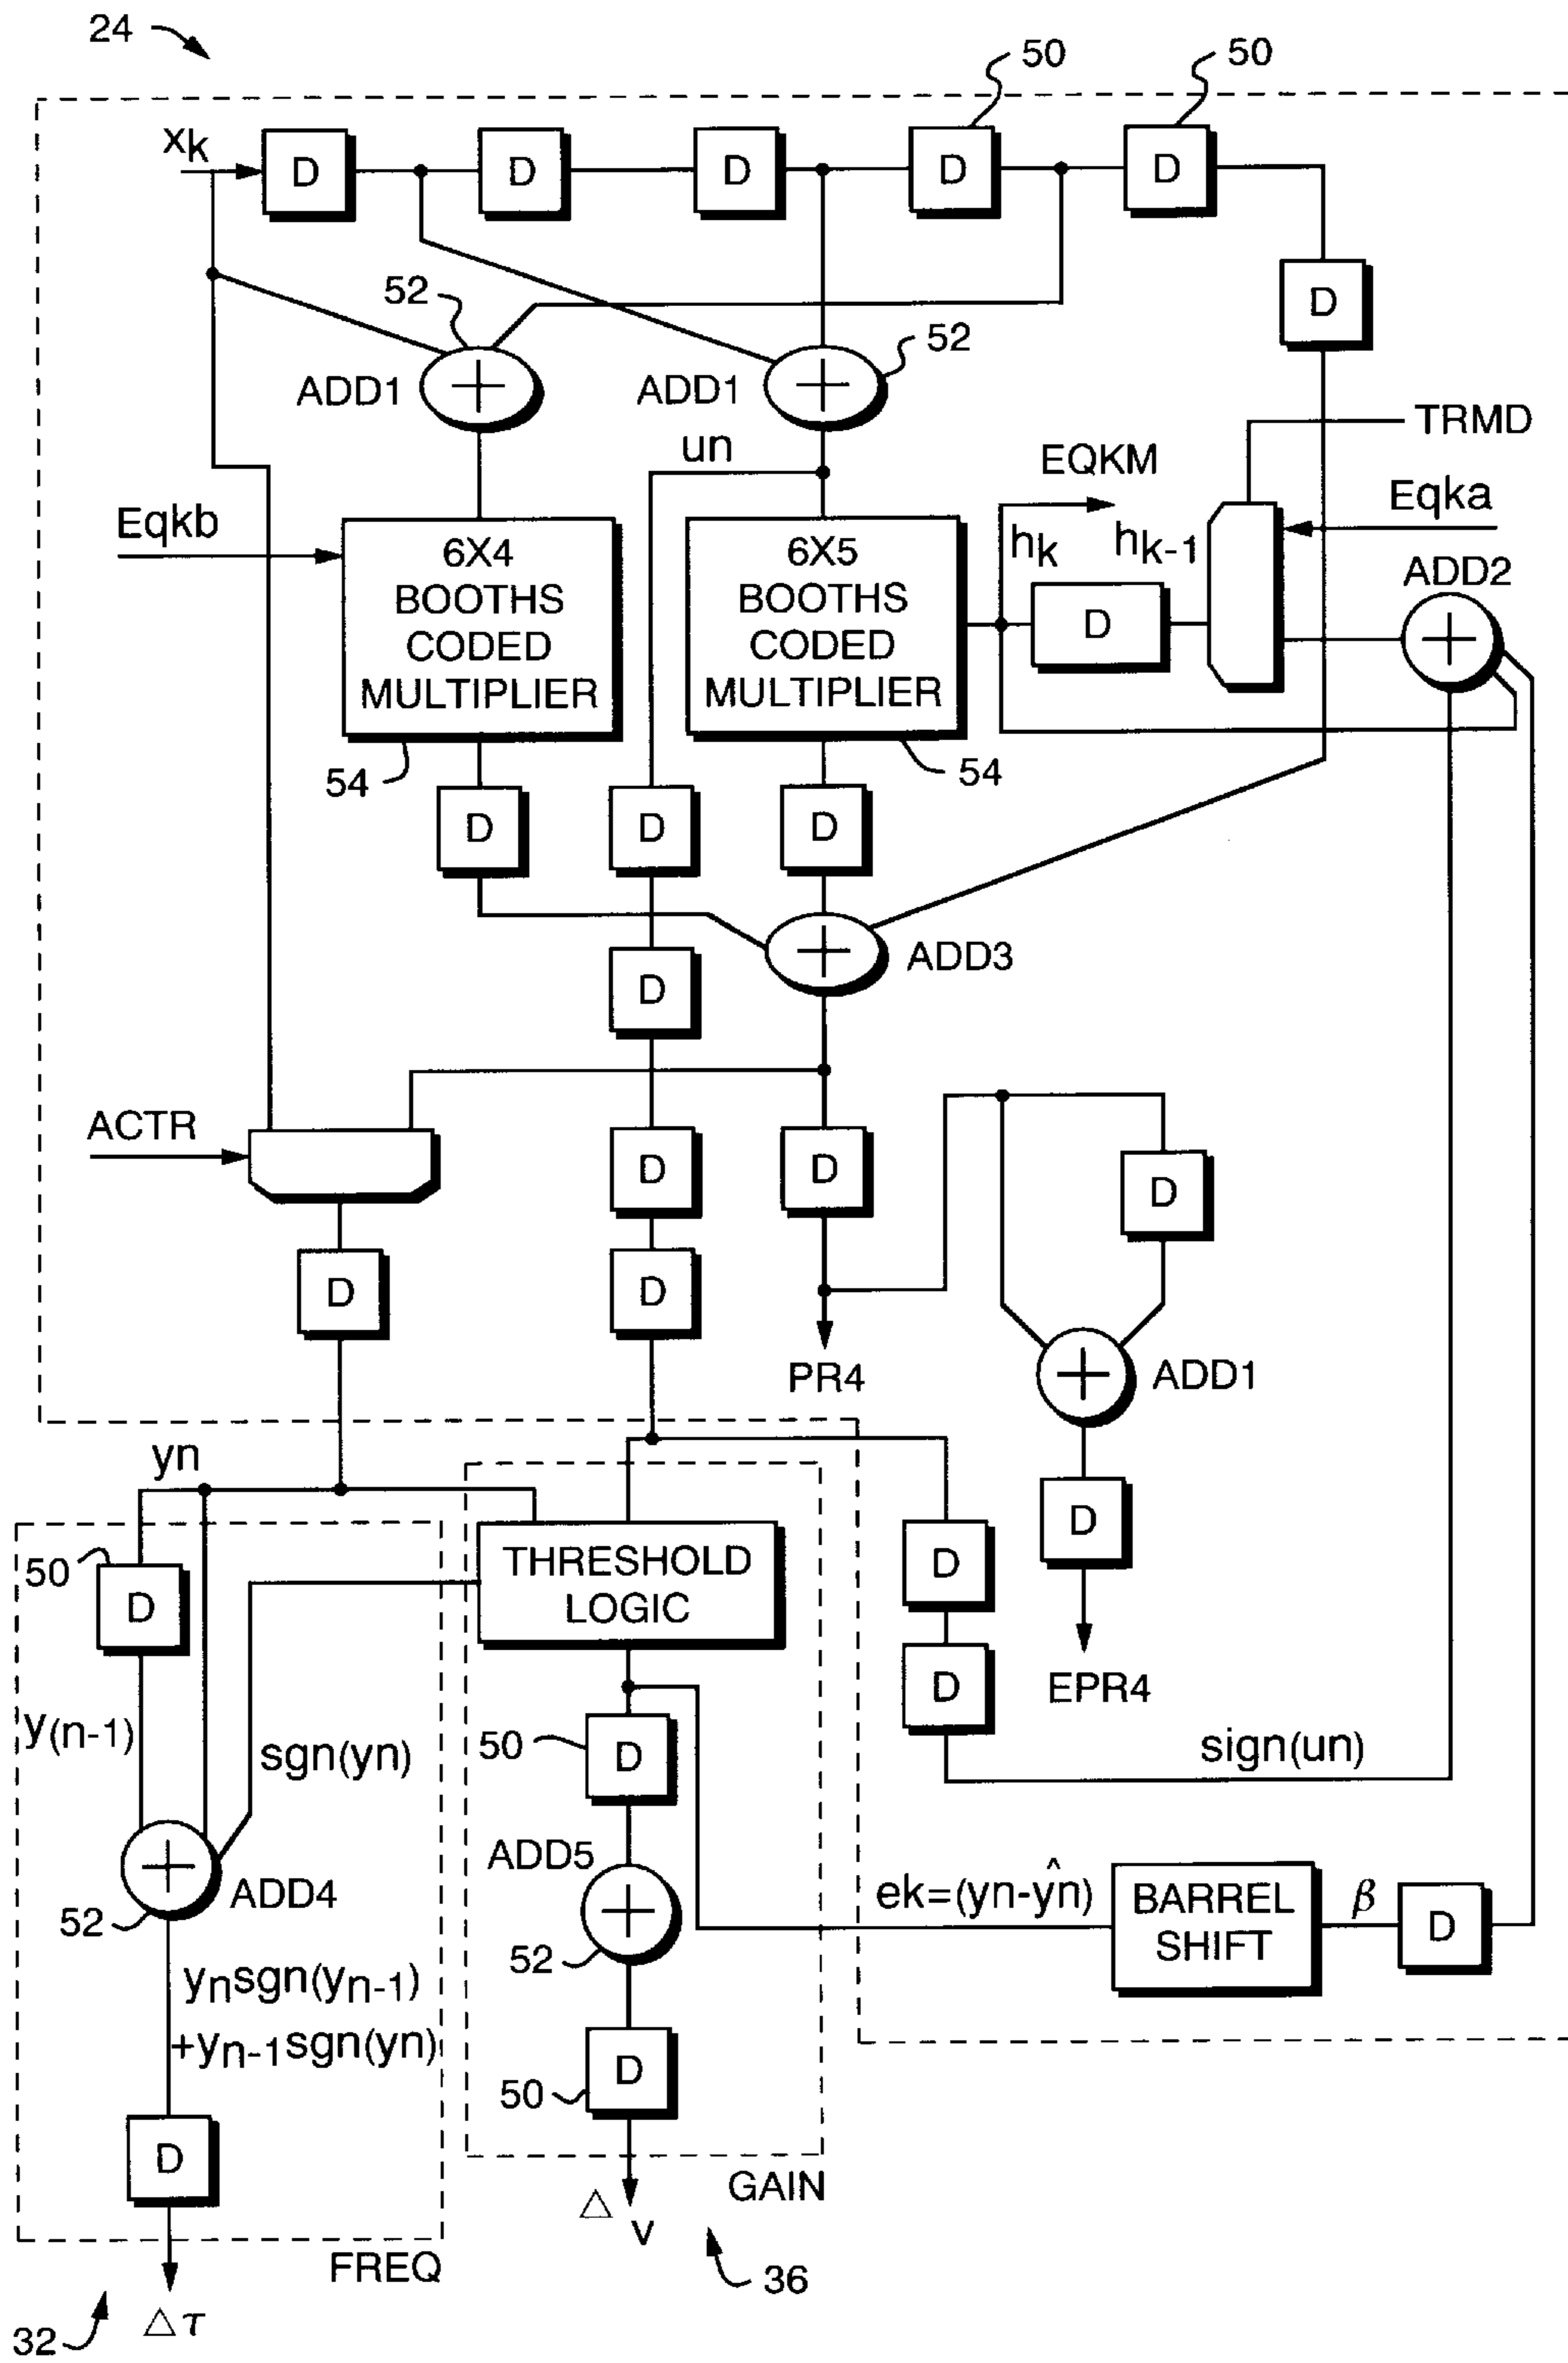 24
50
50
xk
D
D
D
D
D
D
52
52
ADD1
ADD1
TRMD
un
EQKM
Eqkb
Eqka
6X4
BOOTHS
CODED
MULTIPLIER
6X5
BOOTHS
CODED
MULTIPLIER
hk
hk-1
D
ADD2
54
54
D
D
D
D
ADD3
ACTR
D
D
D
D
D
PR4
ADD1
yn
D
50
D
THRESHOLD
LOGIC
D
D
EPR4
y(n-1)
sgn(yn)
50
D
sign(un)
ADD4
52
ADD5
52
ek=(yn-ŷn)
BARREL
SHIFT
β
D
ynsgn(yn-1)
+yn-1sgn(yn)
50
D
D
GAIN
△
v
36
FREQ
32
△τ